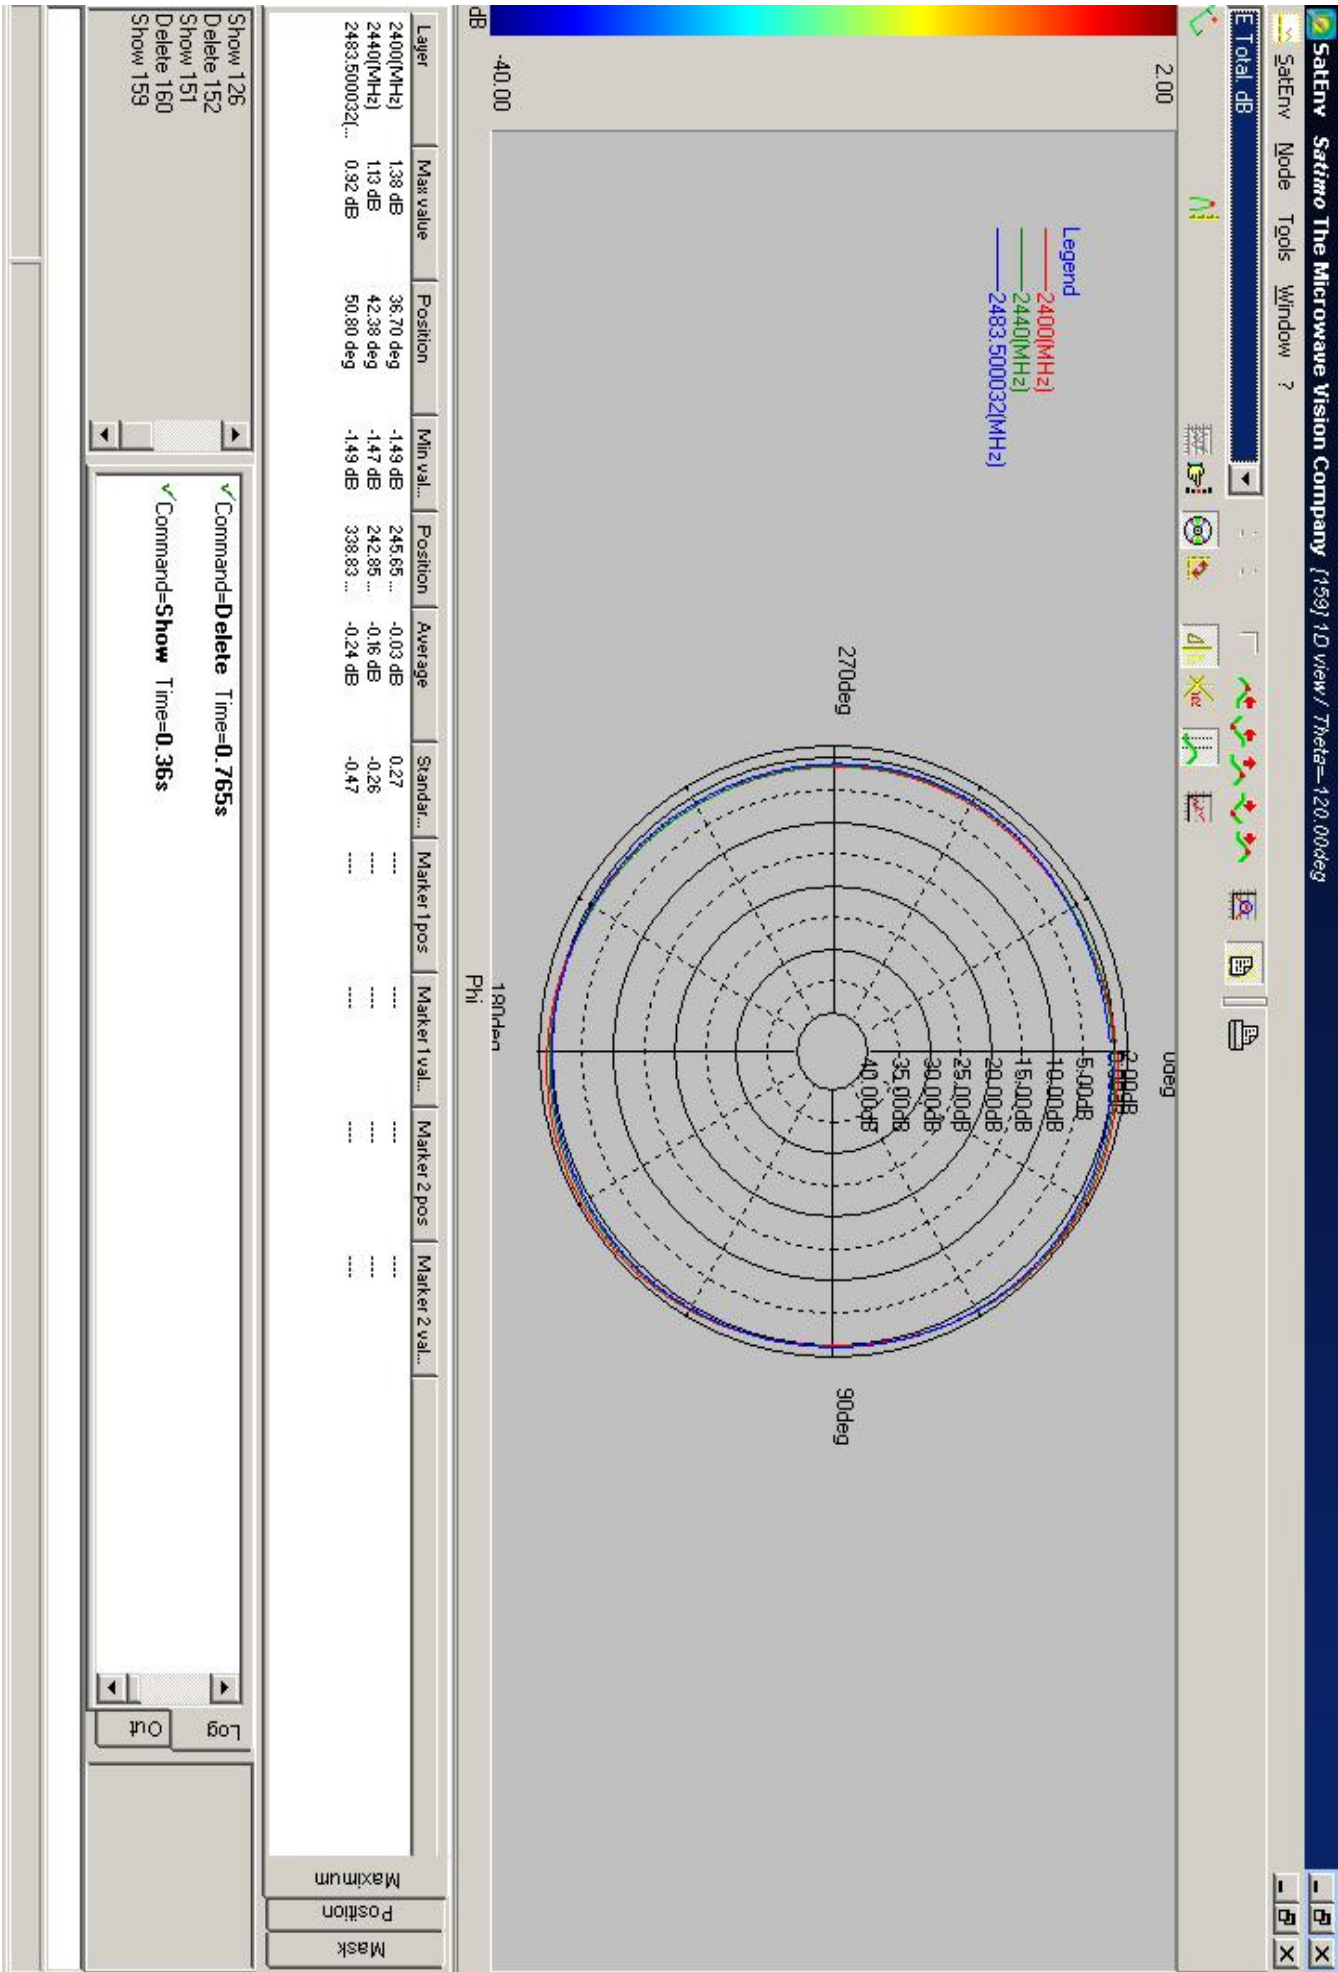 SatEnv Satimo The Microwave Vision Company [159] 1D view / Theta=-120.00deg
SatEnv Node Tools Window ?
E Total. dB
2.00
-40.00
dB
Legend
2400(MHz)
2440(MHz)
2483.500032(MHz)
0deg
2.00dB
-5.00dB
-10.00dB
-15.00dB
-20.00dB
-25.00dB
-30.00dB
-35.00dB
-40.00dB
270deg
90deg
180deg
Phi
Layer Max value Position Min val... Position Average Standar... Marker 1 pos Marker 1 val... Marker 2 pos Marker 2 val...
2400(MHz) 1.38 dB 36.70 deg -1.49 dB 245.65 ... -0.03 dB 0.27 ---- ---- ---- ----
2440(MHz) 1.13 dB 42.38 deg -1.47 dB 242.85 ... -0.16 dB -0.26 ---- ---- ---- ----
2483.500032(... 0.92 dB 50.80 deg -1.49 dB 338.83 ... -0.24 dB -0.47 ---- ---- ---- ----
Maximum
Position
Mask
Show 126
Delete 152
Show 151
Delete 160
Show 159
Command=Delete Time=0.765s
Command=Show Time=0.36s
Log
Out